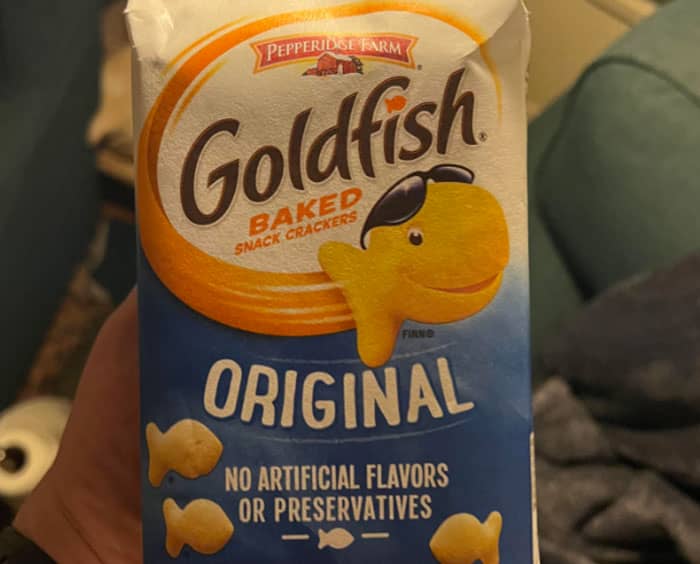 PEPPERIDGE FARM®
Goldfish®
BAKED
SNACK CRACKERS
FINN®
ORIGINAL
NO ARTIFICIAL FLAVORS
OR PRESERVATIVES